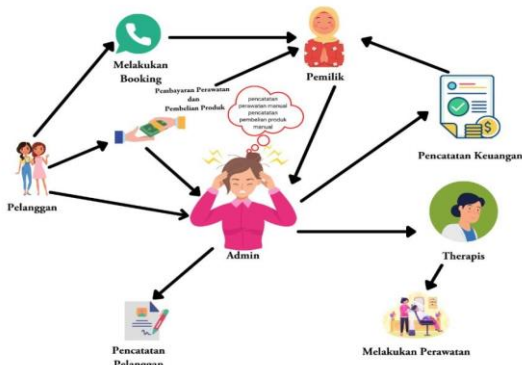 Melakukan
Booking
Pemilik
Pembayaran Perawatan
dan
Pembelian Produk
pencatatan
perawatan manual
pencatatan
pembelian produk
manual
Pencatatan Keuangan
Pelanggan
Admin
Therapis
Pencatatan
Pelanggan
Melakukan Perawatan